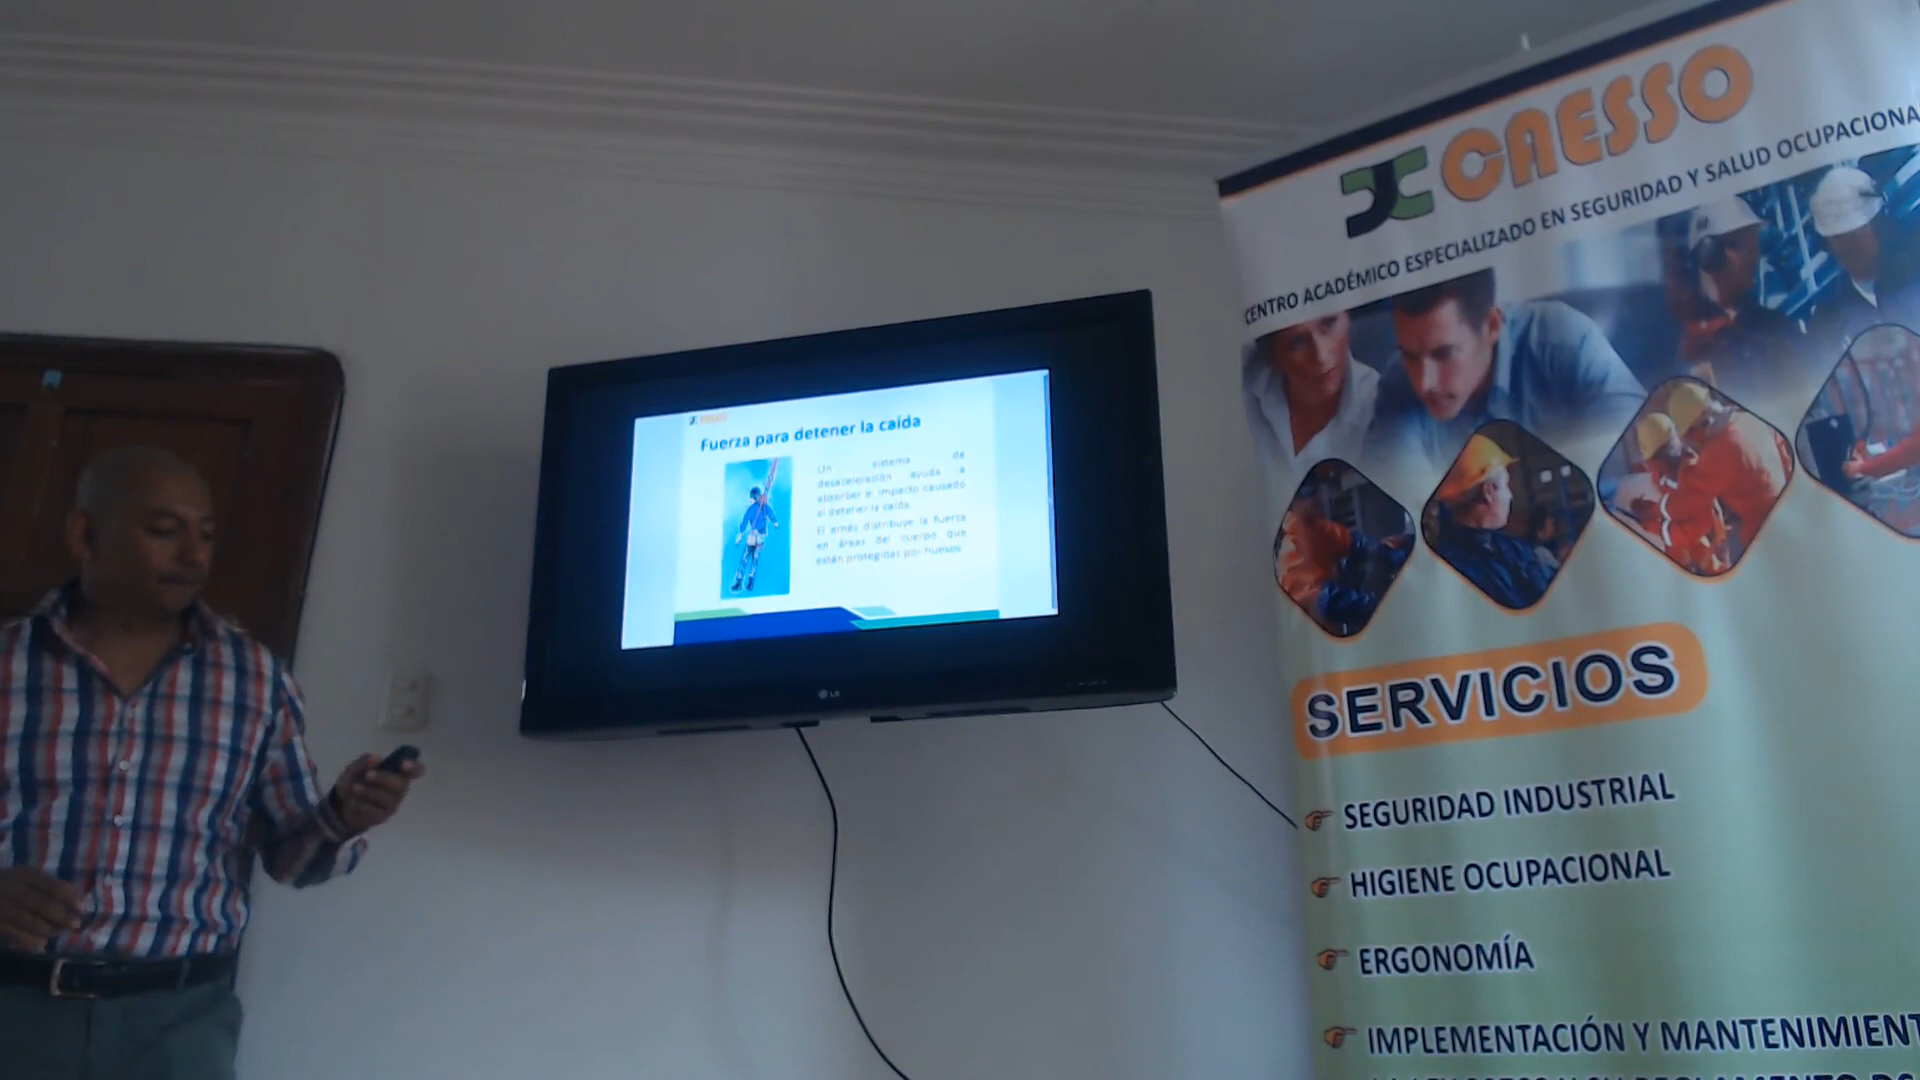 Fuerza para detener la caída
Un sistema de
desaceleración ayuda a
absorber el impacto causado
al detener la caída.
El arnés distribuye la fuerza
en áreas del cuerpo que
están protegidas por huesos
LG
CAESSO
CENTRO ACADÉMICO ESPECIALIZADO EN SEGURIDAD Y SALUD OCUPACIONA
SERVICIOS
SEGURIDAD INDUSTRIAL
HIGIENE OCUPACIONAL
ERGONOMÍA
IMPLEMENTACIÓN Y MANTENIMIENT